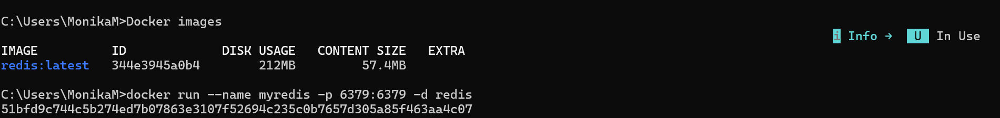 C:\Users\MonikaM>Docker images
i Info → U In Use
IMAGE ID DISK USAGE CONTENT SIZE EXTRA
redis:latest 344e3945a0b4 212MB 57.4MB
C:\Users\MonikaM>docker run --name myredis -p 6379:6379 -d redis
51bfd9c744c5b274ed7b07863e3107f52694c235c0b7657d305a85f463aa4c07